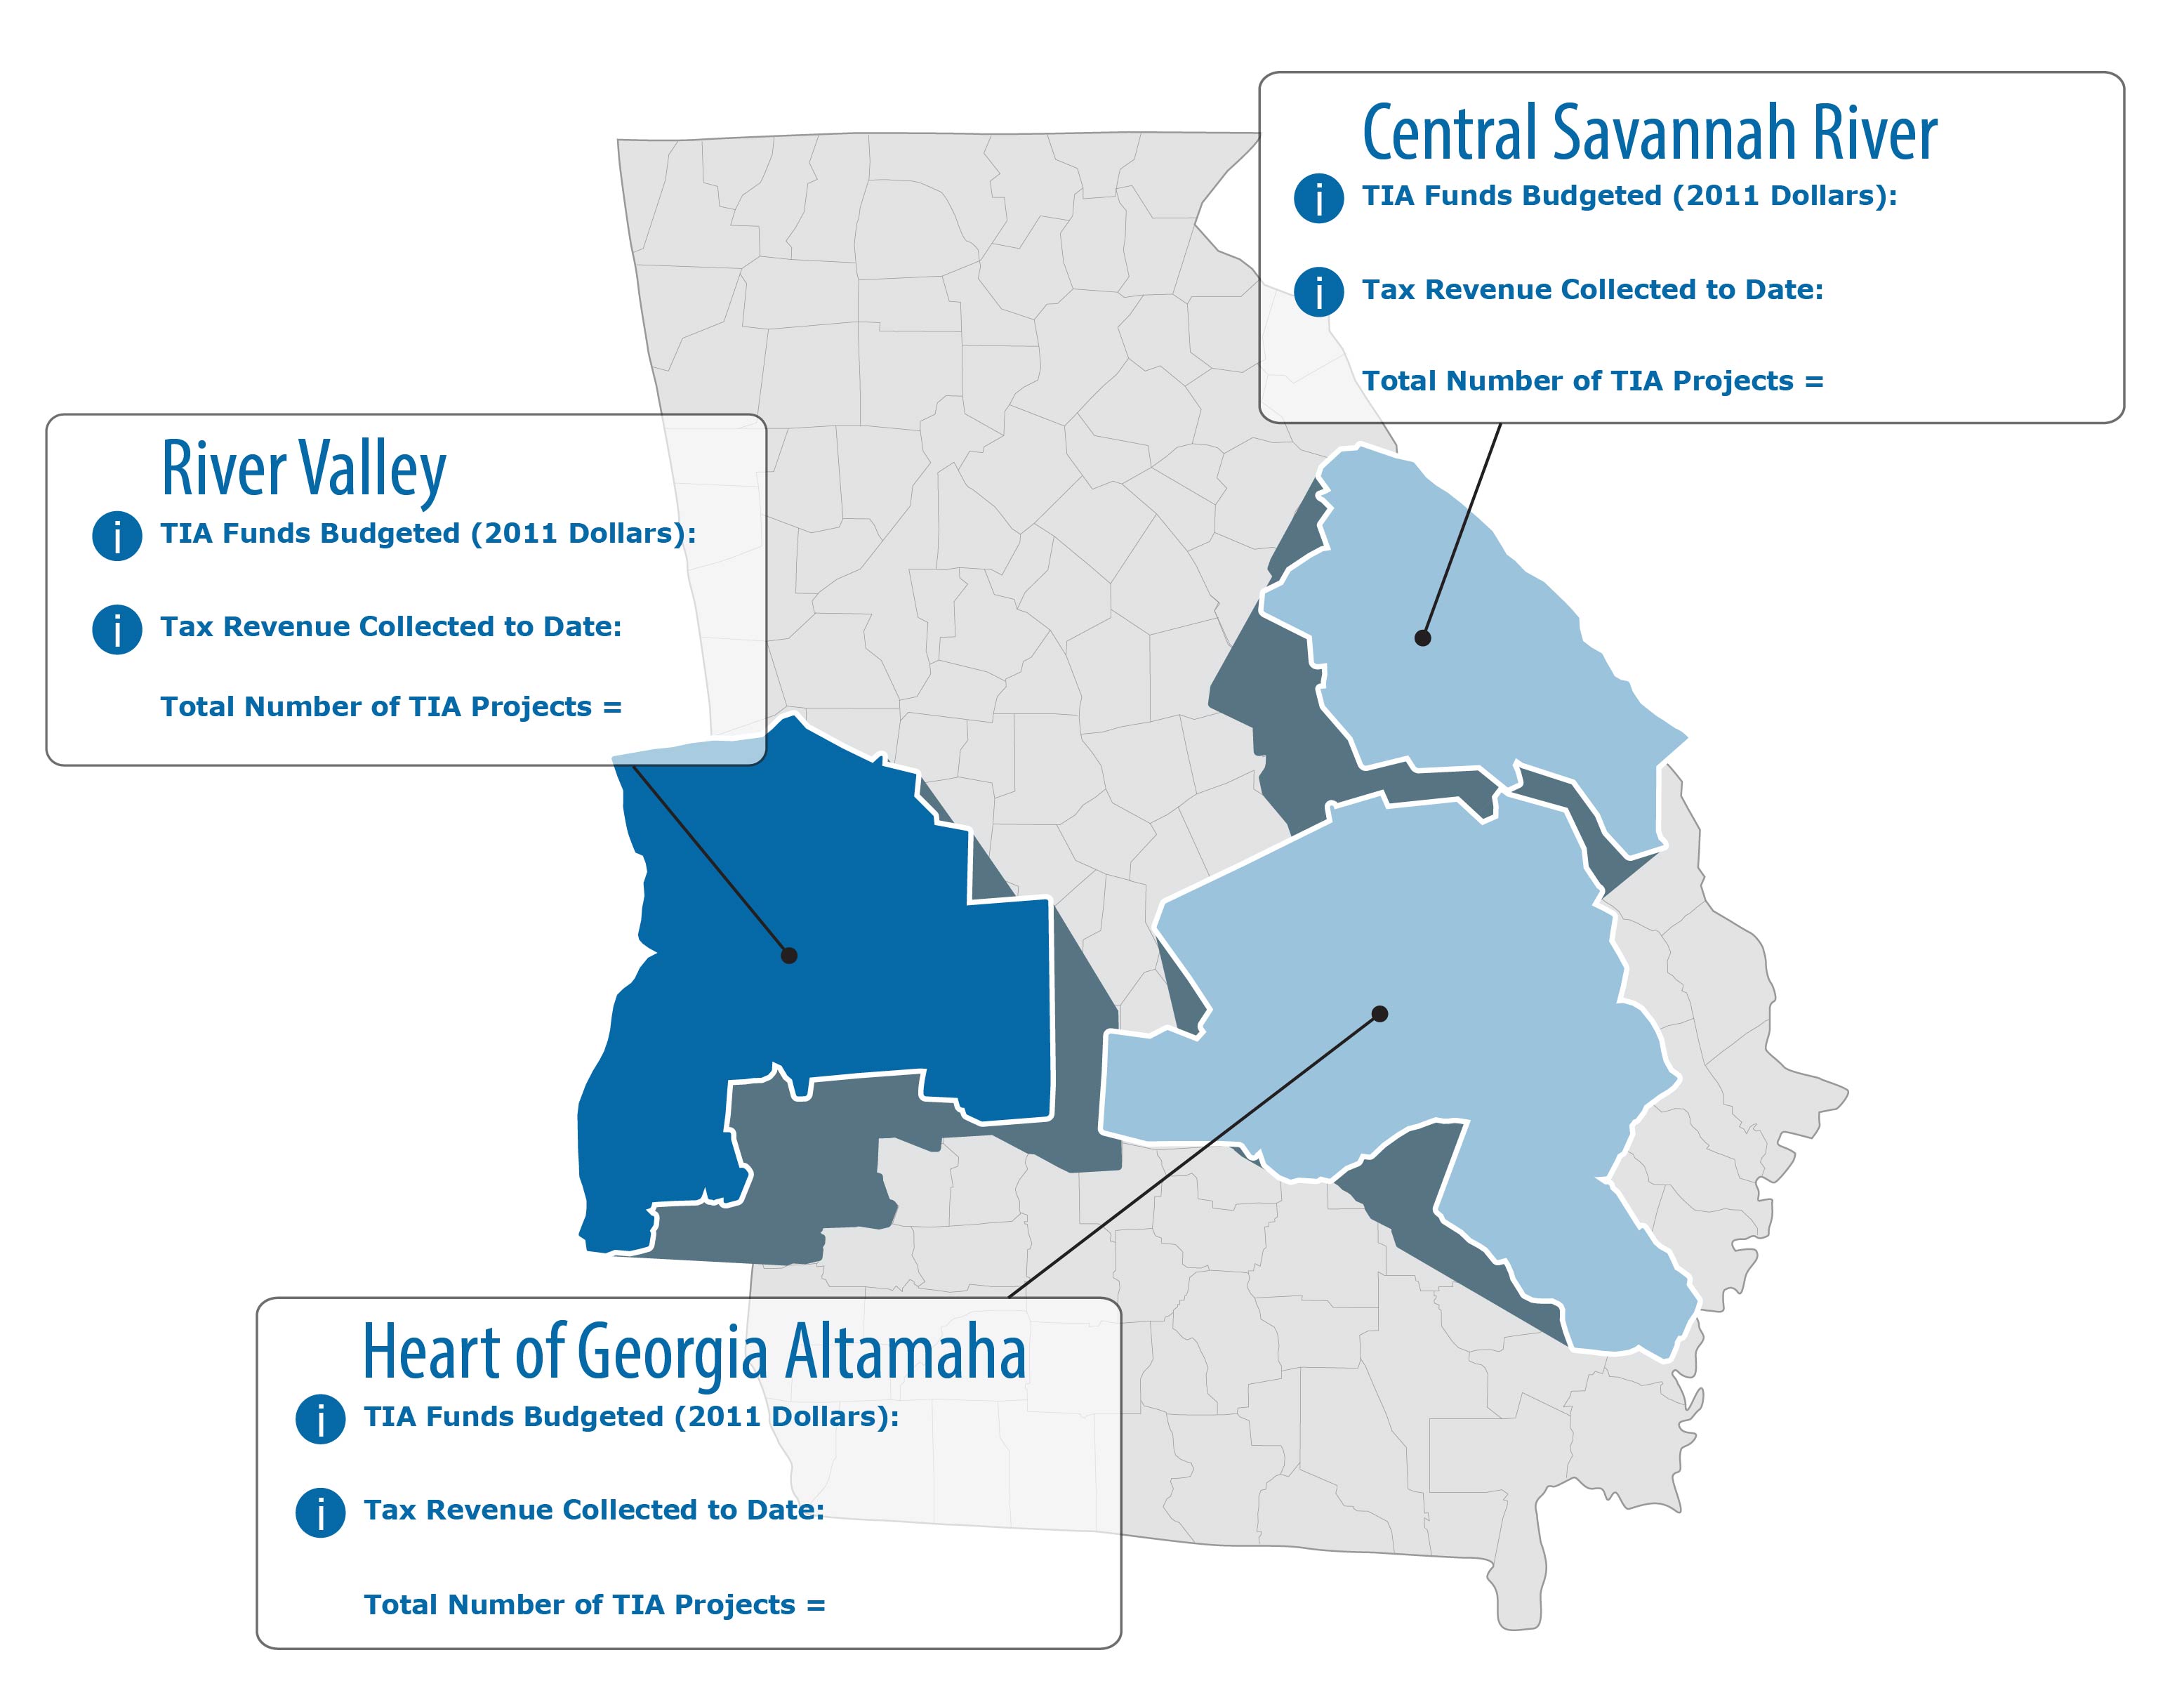 Central Savannah River
i TIA Funds Budgeted (2011 Dollars):
i Tax Revenue Collected to Date:
Total Number of TIA Projects =
River Valley
i TIA Funds Budgeted (2011 Dollars):
i Tax Revenue Collected to Date:
Total Number of TIA Projects =
Heart of Georgia Altamaha
i TIA Funds Budgeted (2011 Dollars):
i Tax Revenue Collected to Date:
Total Number of TIA Projects =